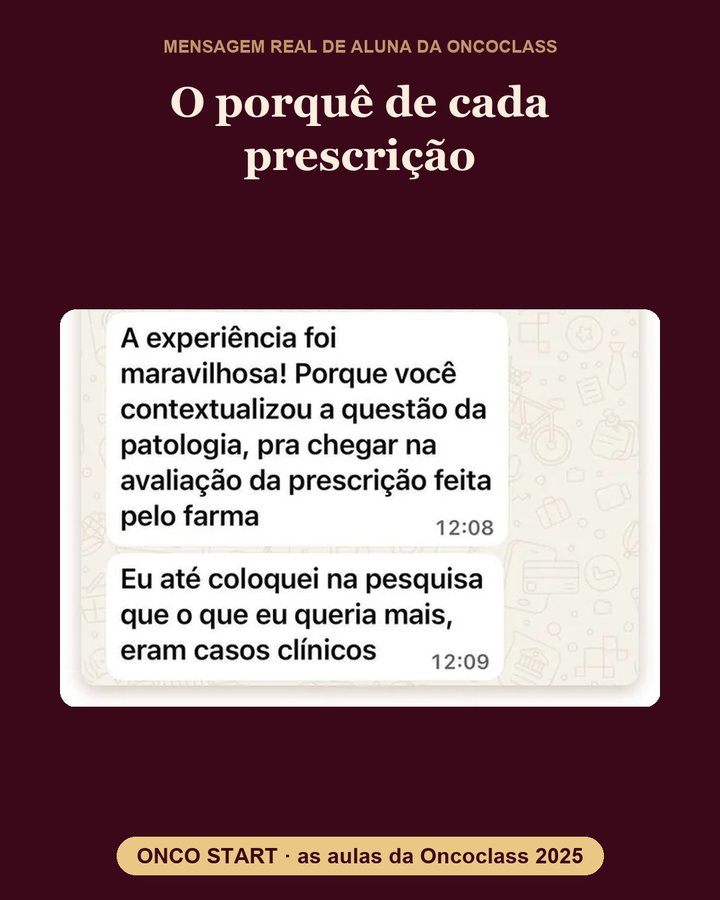 MENSAGEM REAL DE ALUNA DA ONCOCLASS
O porquê de cada
prescrição
A experiência foi
maravilhosa! Porque você
contextualizou a questão da
patologia, pra chegar na
avaliação da prescrição feita
pelo farma
12:08
Eu até coloquei na pesquisa
que o que eu queria mais,
eram casos clínicos
12:09
ONCO START · as aulas da Oncoclass 2025